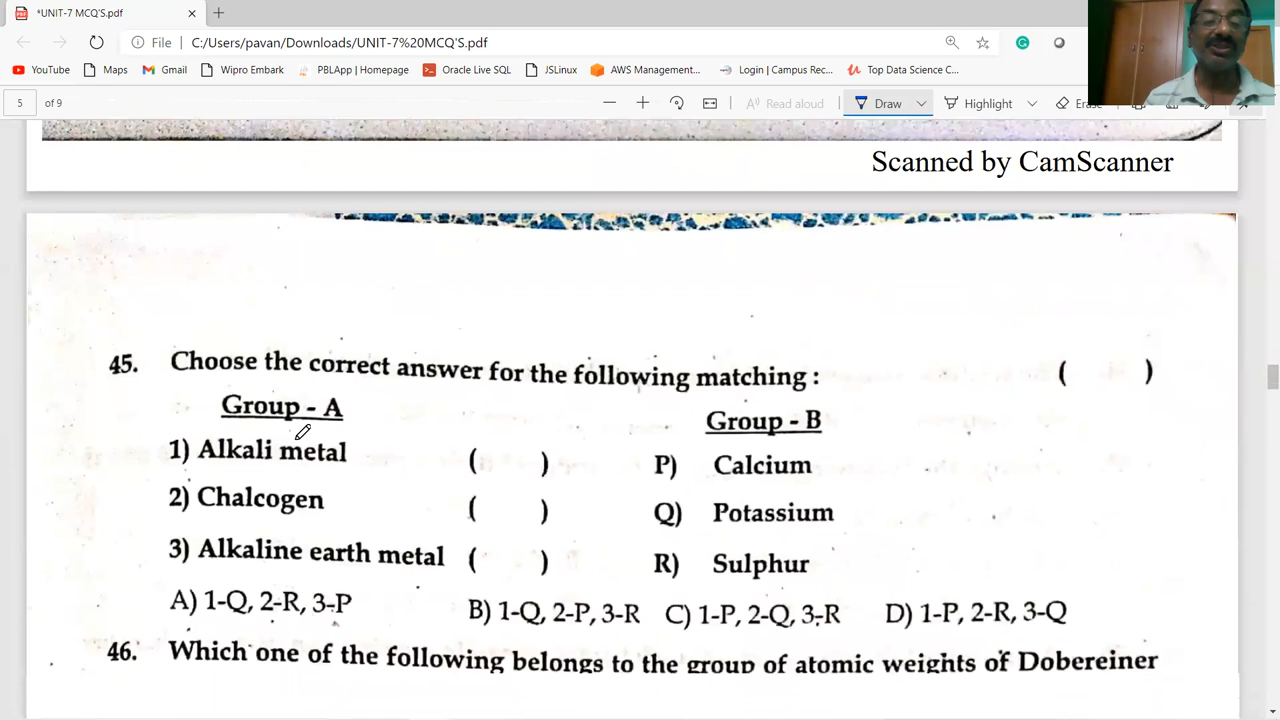 *UNIT-7 MCQ'S.pdf
File C:/Users/pavan/Downloads/UNIT-7%20MCQ'S.pdf
YouTube Maps Gmail Wipro Embark PBLApp | Homepage Oracle Live SQL JSLinux AWS Management... Login | Campus Rec... Top Data Science C...
5 of 9 Read aloud Draw Highlight Erase
Scanned by CamScanner
45. Choose the correct answer for the following matching : ( )
Group - A Group - B
1) Alkali metal ( ) P) Calcium
2) Chalcogen ( ) Q) Potassium
3) Alkaline earth metal ( ) R) Sulphur
A) 1-Q, 2-R, 3-P B) 1-Q, 2-P, 3-R C) 1-P, 2-Q, 3-R D) 1-P, 2-R, 3-Q
46. Which one of the following belongs to the group of atomic weights of Dobereiner